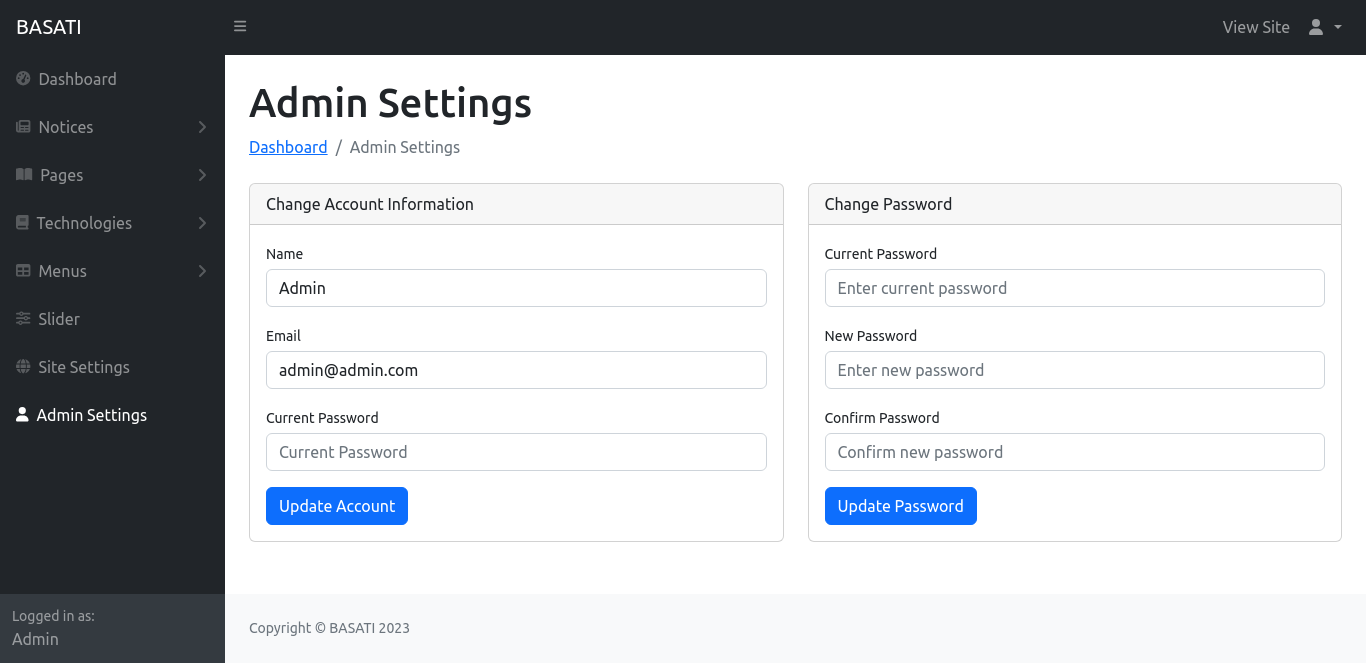 BASATI
View Site
Dashboard
Notices
Pages
Technologies
Menus
Slider
Site Settings
Admin Settings
Logged in as:
Admin
Admin Settings
Dashboard / Admin Settings
Change Account Information
Name
Admin
Email
admin@admin.com
Current Password
Current Password
Update Account
Change Password
Current Password
Enter current password
New Password
Enter new password
Confirm Password
Confirm new password
Update Password
Copyright © BASATI 2023